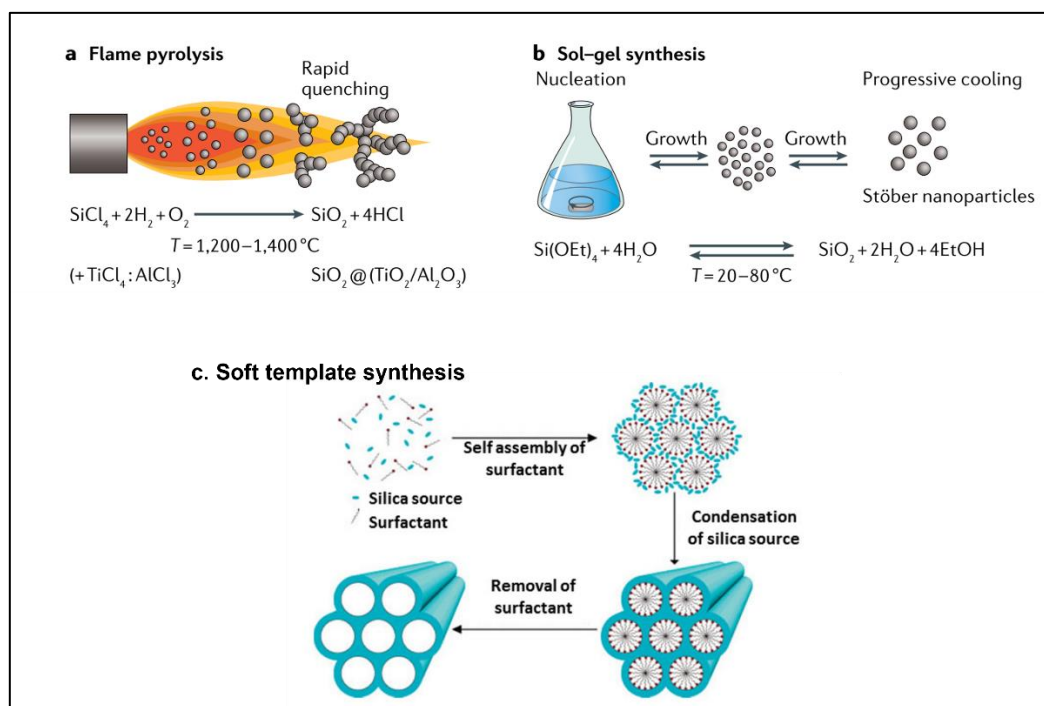 a Flame pyrolysis
Rapid
quenching
SiCl₄ + 2H₂ + O₂ ⟶ SiO₂ + 4HCl
T = 1,200–1,400 °C
(+ TiCl₄ : AlCl₃) SiO₂ @ (TiO₂/Al₂O₃)
b Sol–gel synthesis
Nucleation
Progressive cooling
Growth
Growth
Stöber nanoparticles
Si(OEt)₄ + 4H₂O ⇌ SiO₂ + 2H₂O + 4EtOH
T = 20–80 °C
c. Soft template synthesis
Self assembly of
surfactant
Silica source
Surfactant
Condensation
of silica source
Removal of
surfactant